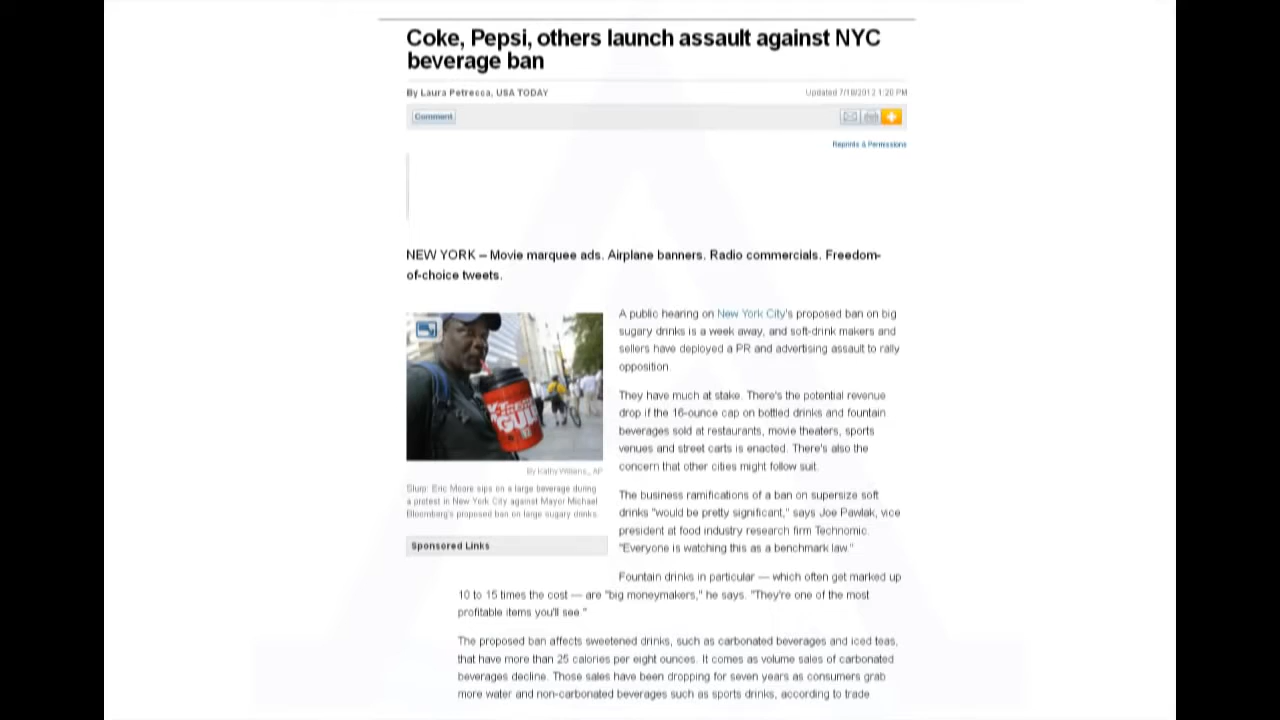 Coke, Pepsi, others launch assault against NYC
beverage ban
By Laura Petrecca, USA TODAY
Updated 7/18/2012 1:20 PM
Comment
Reprints & Permissions
NEW YORK – Movie marquee ads. Airplane banners. Radio commercials. Freedom-
of-choice tweets.
A public hearing on New York City's proposed ban on big
sugary drinks is a week away, and soft-drink makers and
sellers have deployed a PR and advertising assault to rally
opposition.
They have much at stake. There's the potential revenue
drop if the 16-ounce cap on bottled drinks and fountain
beverages sold at restaurants, movie theaters, sports
venues and street carts is enacted. There's also the
concern that other cities might follow suit.
By Kathy Willens, AP
Slurp: Eric Moore sips on a large beverage during
a protest in New York City against Mayor Michael
Bloomberg's proposed ban on large sugary drinks.
The business ramifications of a ban on supersize soft
drinks "would be pretty significant," says Joe Pawlak, vice
president at food industry research firm Technomic.
"Everyone is watching this as a benchmark law."
Sponsored Links
Fountain drinks in particular — which often get marked up
10 to 15 times the cost — are "big moneymakers," he says. "They're one of the most
profitable items you'll see."
The proposed ban affects sweetened drinks, such as carbonated beverages and iced teas,
that have more than 25 calories per eight ounces. It comes as volume sales of carbonated
beverages decline. Those sales have been dropping for seven years as consumers grab
more water and non-carbonated beverages such as sports drinks, according to trade